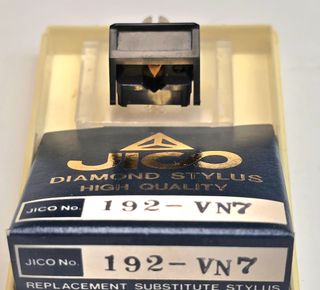 JICO
DIAMOND STYLUS
HIGH QUALITY
JICO No. 192-VN7
JICO No. 192-VN7
REPLACEMENT SUBSTITUTE STYLUS